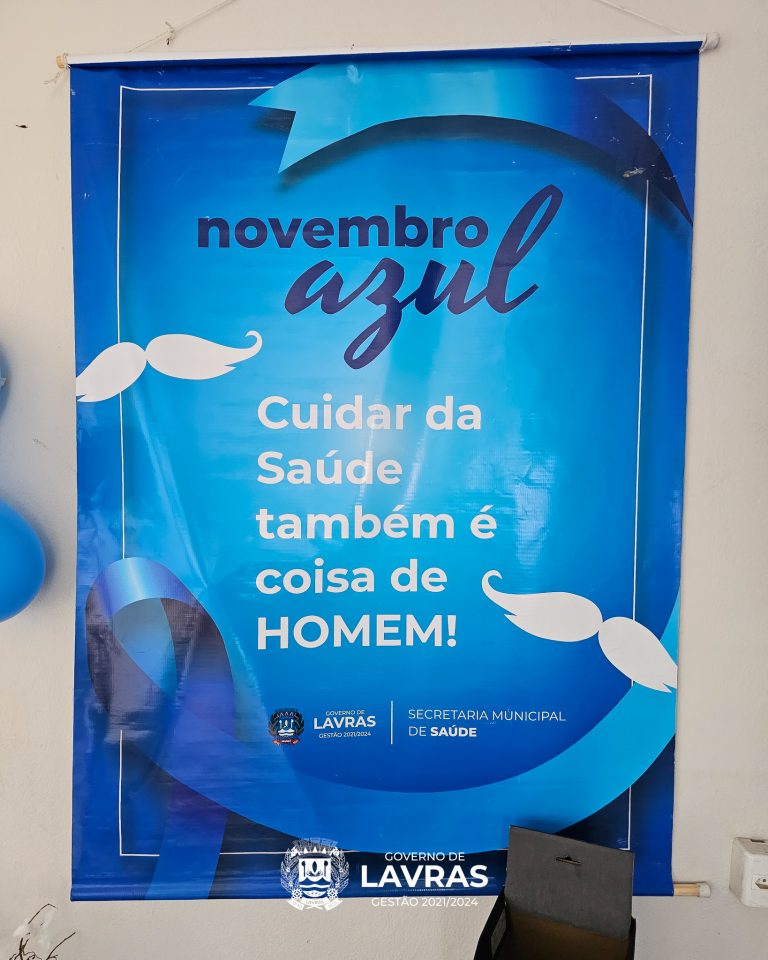 novembro
azul
Cuidar da
Saúde
também é
coisa de
HOMEM!
GOVERNO DE
LAVRAS
GESTÃO 2021/2024
SECRETARIA MUNICIPAL
DE SAÚDE
GOVERNO DE
LAVRAS
GESTÃO 2021/2024